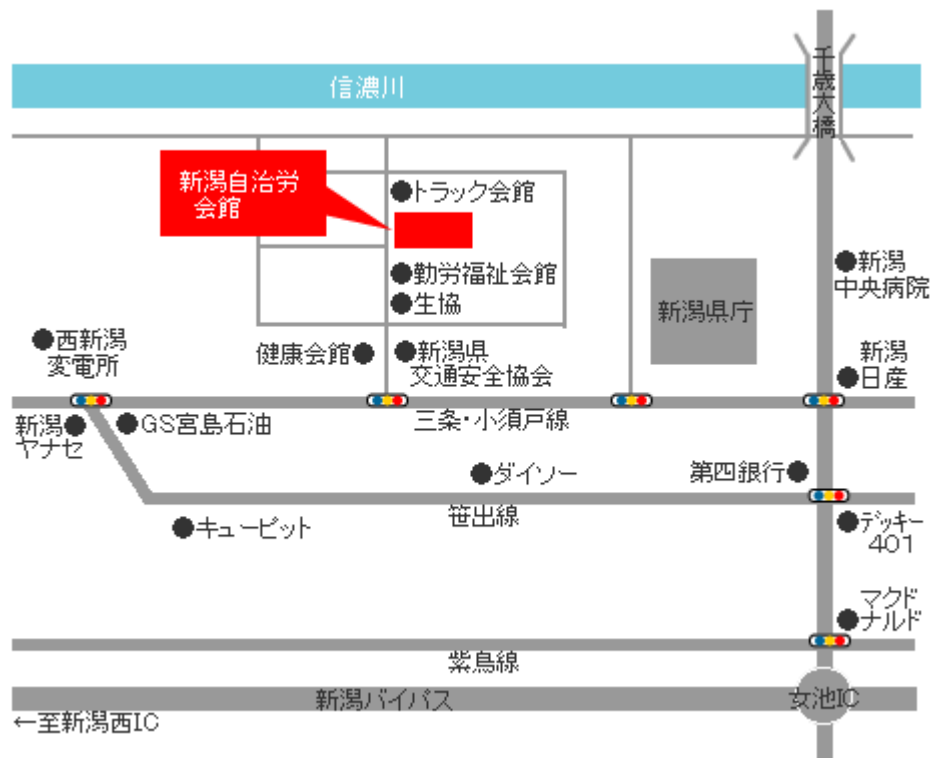 千歳大橋
信濃川
新潟自治労
会館
トラック会館
勤労福祉会館
生協
新潟県庁
新潟
中央病院
西新潟
変電所
健康会館
新潟県
交通安全協会
新潟
日産
新潟
ヤナセ
GS宮島石油
三条・小須戸線
ダイソー
第四銀行
キューピット
笹出線
デッキー
401
マクド
ナルド
紫鳥線
新潟バイパス
女池IC
←至新潟西IC